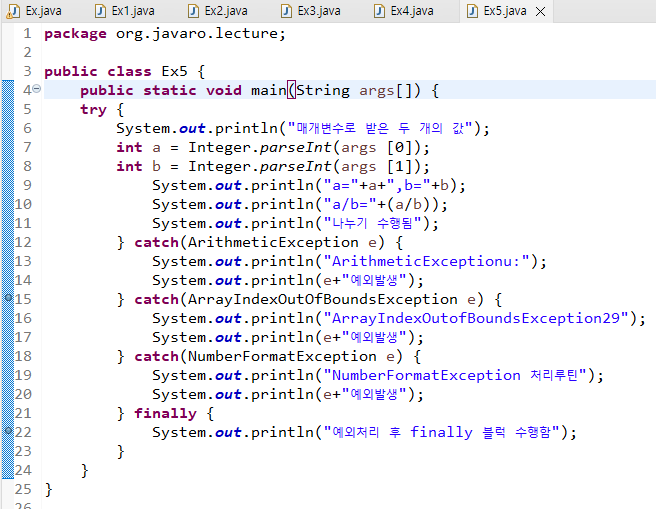 Ex.java Ex1.java Ex2.java Ex3.java Ex4.java Ex5.java
1 package org.javaro.lecture;
2
3 public class Ex5 {
4 public static void main(String args[]) {
5 try {
6 System.out.println("매개변수로 받은 두 개의 값");
7 int a = Integer.parseInt(args [0]);
8 int b = Integer.parseInt(args [1]);
9 System.out.println("a="+a+",b="+b);
10 System.out.println("a/b="+(a/b));
11 System.out.println("나누기 수행됨");
12 } catch(ArithmeticException e) {
13 System.out.println("ArithmeticExceptionu:");
14 System.out.println(e+"예외발생");
15 } catch(ArrayIndexOutOfBoundsException e) {
16 System.out.println("ArrayIndexOutofBoundsException29");
17 System.out.println(e+"예외발생");
18 } catch(NumberFormatException e) {
19 System.out.println("NumberFormatException 처리루틴");
20 System.out.println(e+"예외발생");
21 } finally {
22 System.out.println("예외처리 후 finally 블럭 수행함");
23 }
24 }
25 }
26